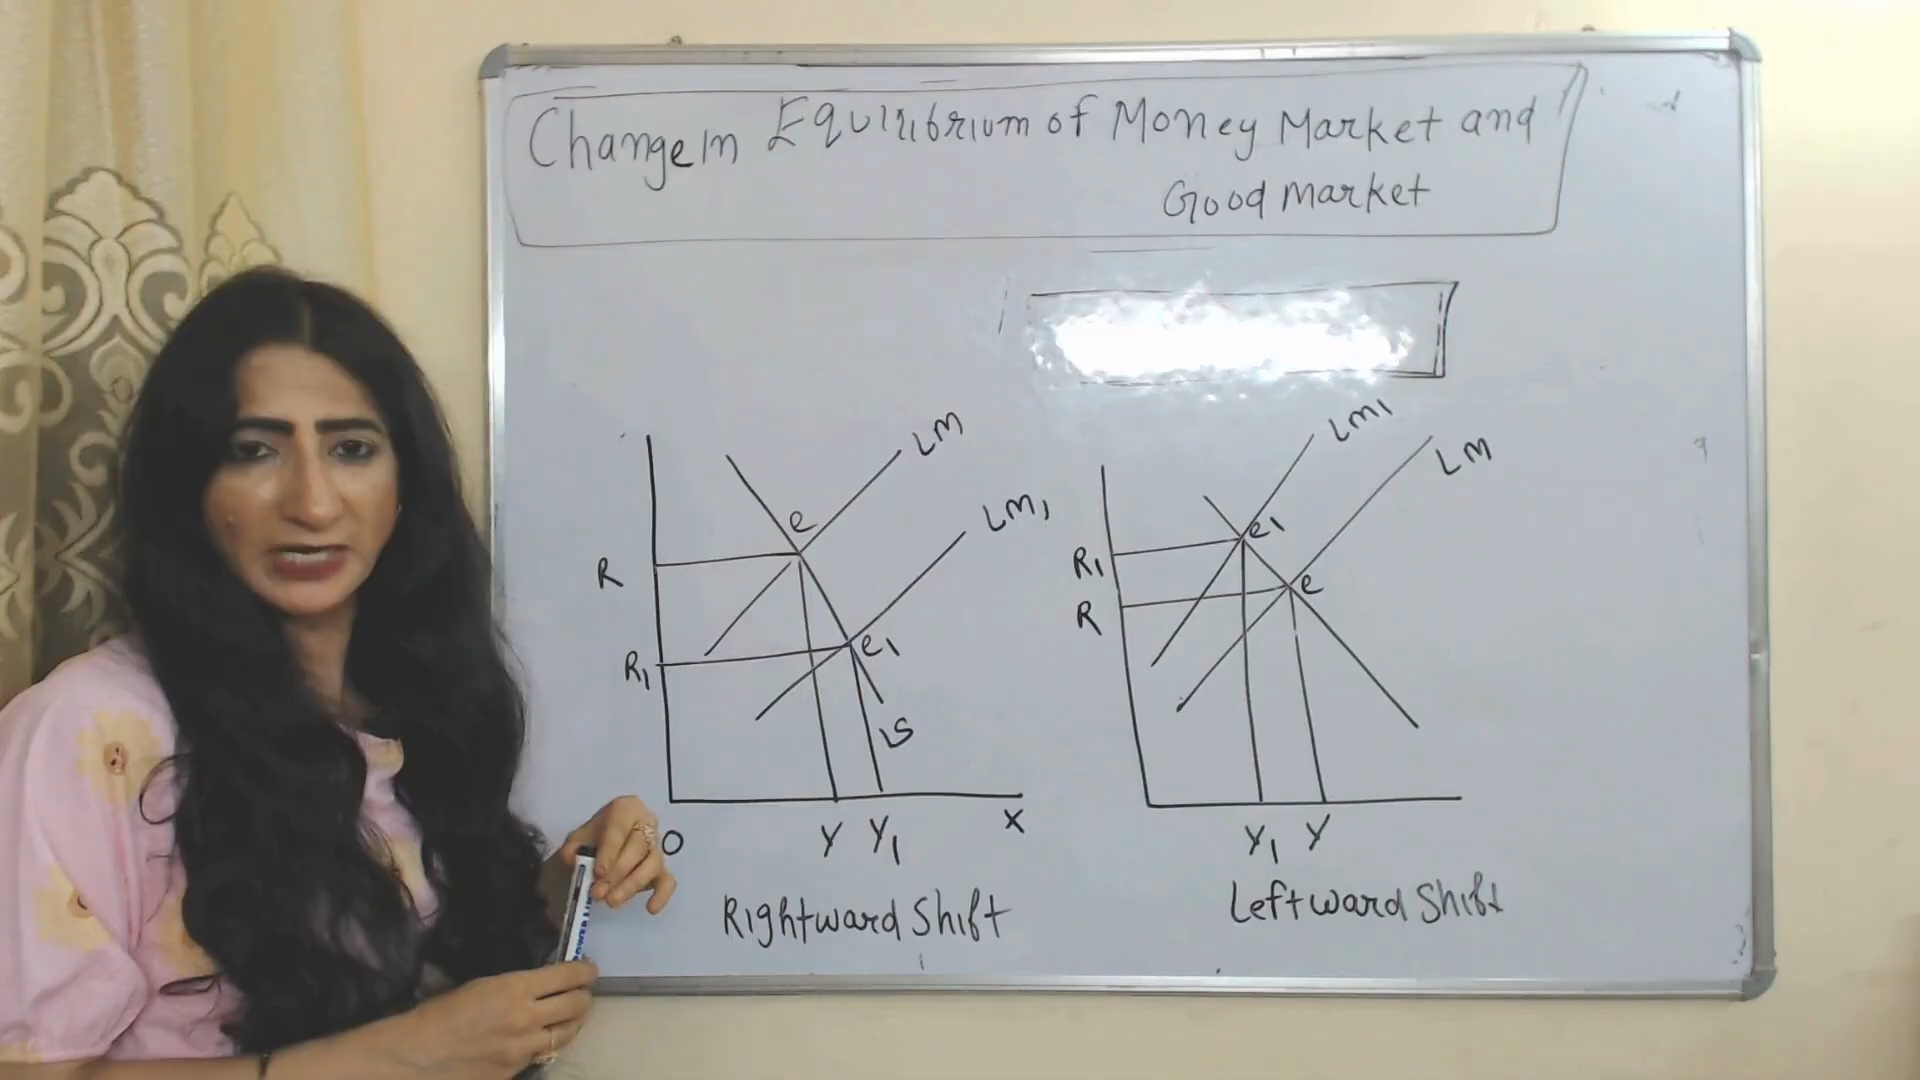 Change In Equilibrium of Money Market and
Good Market
LM
LM1
e
R
e1
R1
IS
O
Y Y1
X
Rightward Shift
LM1
LM
e1
R1
e
R
Y1 Y
Leftward Shift